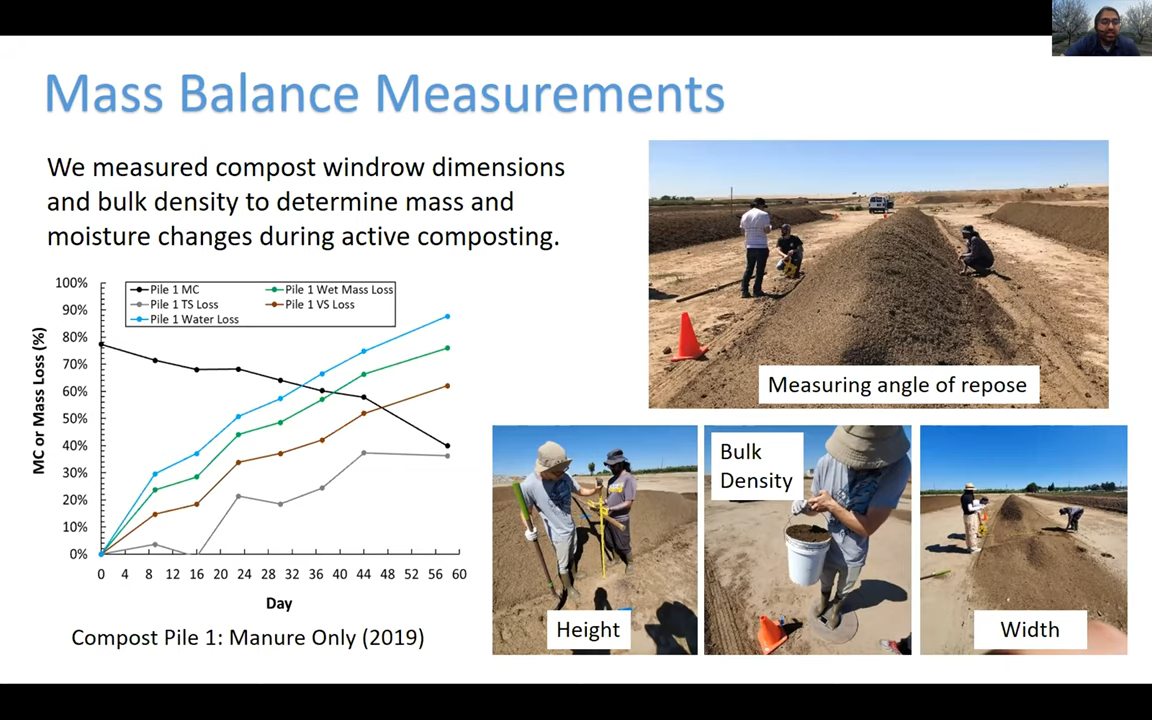 Mass Balance Measurements
We measured compost windrow dimensions
and bulk density to determine mass and
moisture changes during active composting.
100%
90%
80%
70%
60%
50%
40%
30%
20%
10%
0%
MC or Mass Loss (%)
Pile 1 MC
Pile 1 Wet Mass Loss
Pile 1 TS Loss
Pile 1 VS Loss
Pile 1 Water Loss
0 4 8 12 16 20 24 28 32 36 40 44 48 52 56 60
Day
Compost Pile 1: Manure Only (2019)
Measuring angle of repose
Height
Bulk
Density
Width